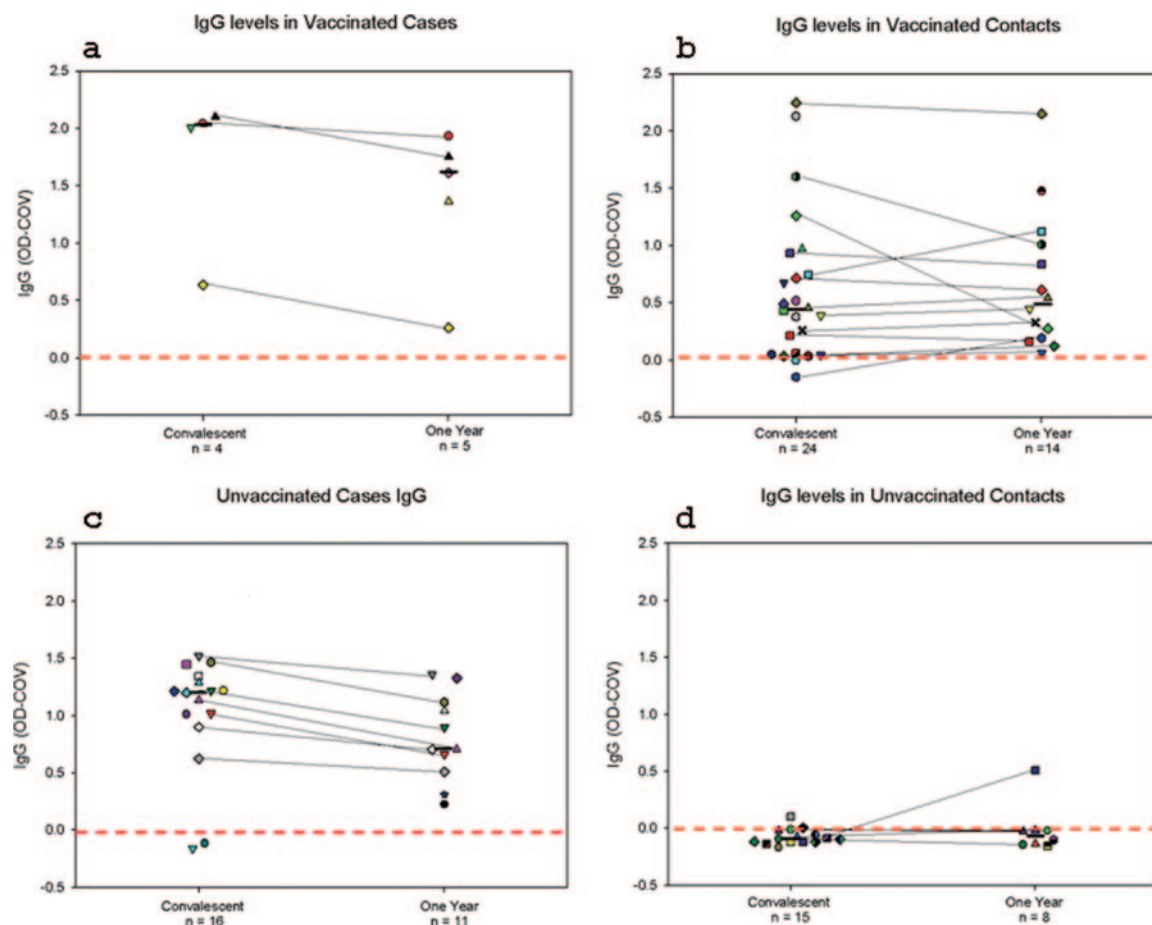 IgG levels in Vaccinated Cases
a
2.5
2.0
1.5
1.0
0.5
0.0
-0.5
IgG (OD-COV)
Convalescent
n = 4
One Year
n = 5
IgG levels in Vaccinated Contacts
b
2.5
2.0
1.5
1.0
0.5
0.0
-0.5
IgG (OD-COV)
Convalescent
n = 24
One Year
n =14
Unvaccinated Cases IgG
c
2.5
2.0
1.5
1.0
0.5
0.0
-0.5
IgG (OD-COV)
Convalescent
n = 16
One Year
n = 11
IgG levels in Unvaccinated Contacts
d
2.5
2.0
1.5
1.0
0.5
0.0
-0.5
IgG (OD-COV)
Convalescent
n = 15
One Year
n = 8